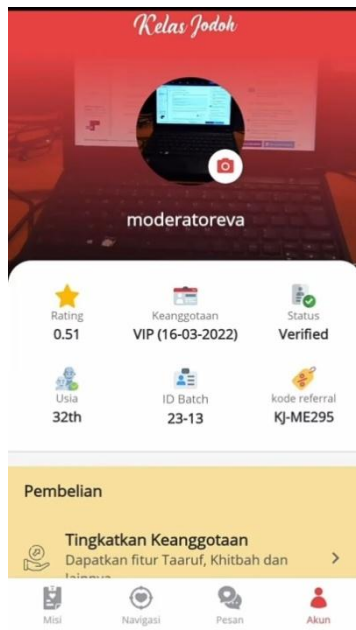 Kelas Jodoh
moderatoreva
Rating
0.51
Keanggotaan
VIP (16-03-2022)
Status
Verified
Usia
32th
ID Batch
23-13
kode referral
KJ-ME295
Pembelian
Tingkatkan Keanggotaan
Dapatkan fitur Taaruf, Khitbah dan
lainnya
Misi
Navigasi
Pesan
Akun